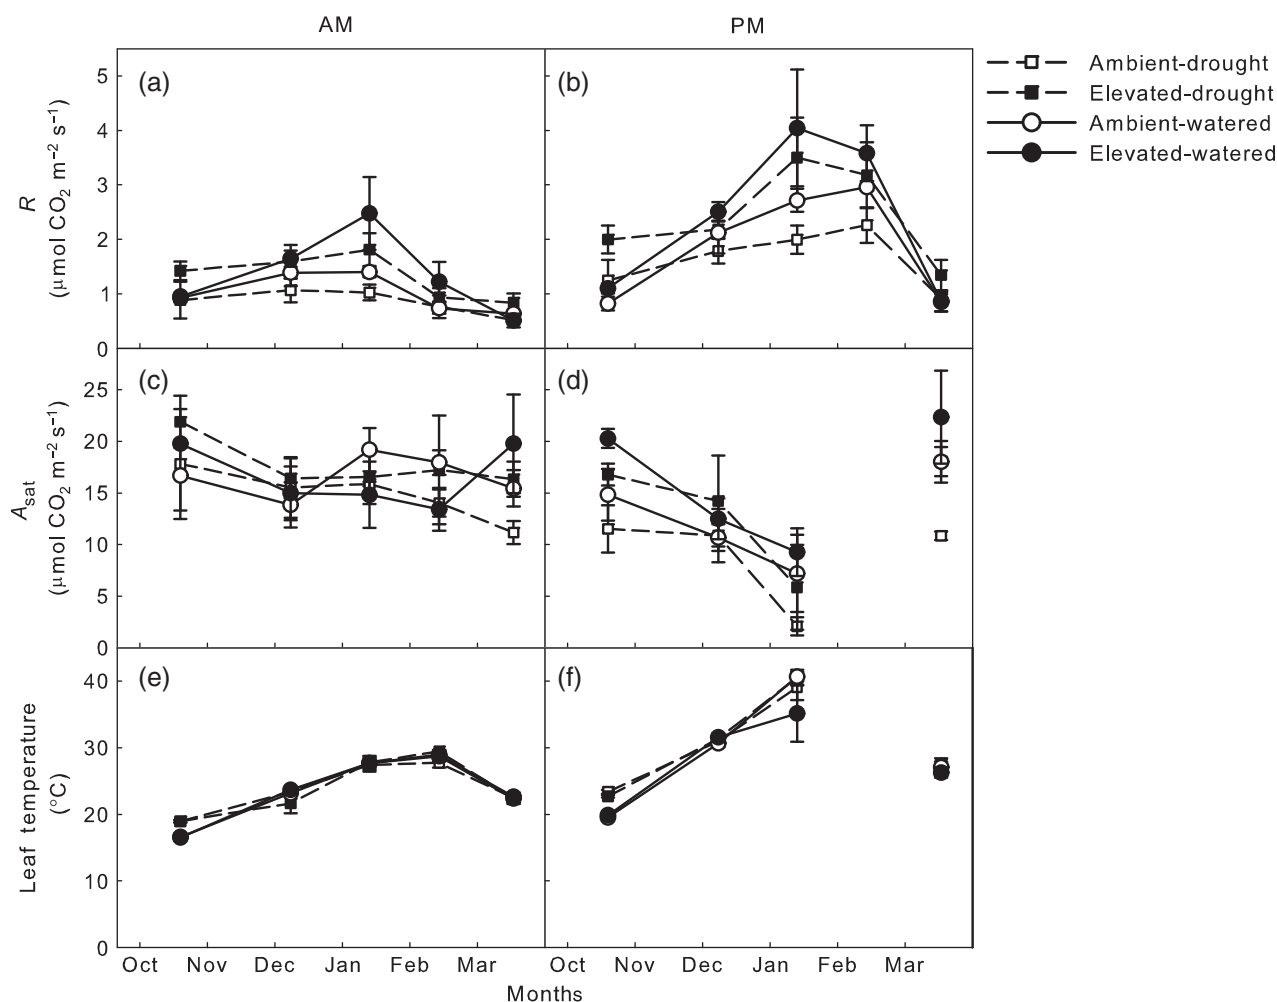 AM
PM
Ambient-drought
Elevated-drought
Ambient-watered
Elevated-watered
(a)
(b)
R
(μmol CO₂ m⁻² s⁻¹)
5
4
3
2
1
0
(c)
(d)
Aₛₐₜ
(μmol CO₂ m⁻² s⁻¹)
25
20
15
10
5
0
(e)
(f)
Leaf temperature
(°C)
40
30
20
10
0
Oct Nov Dec Jan Feb Mar
Oct Nov Dec Jan Feb Mar
Months